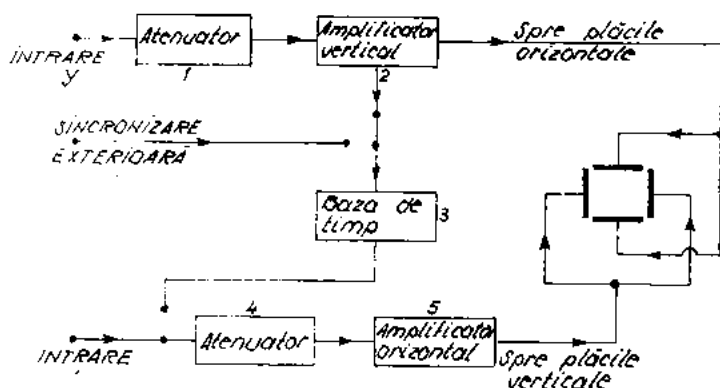 INTRARE
y
Atenuator
1
Amplificator
vertical
2
Spre plăcile
orizontale
SINCRONIZARE
EXTERIOARĂ
Baza de
timp
3
INTRARE
4
Atenuator
5
Amplificator
orizontal
Spre plăcile
verticale